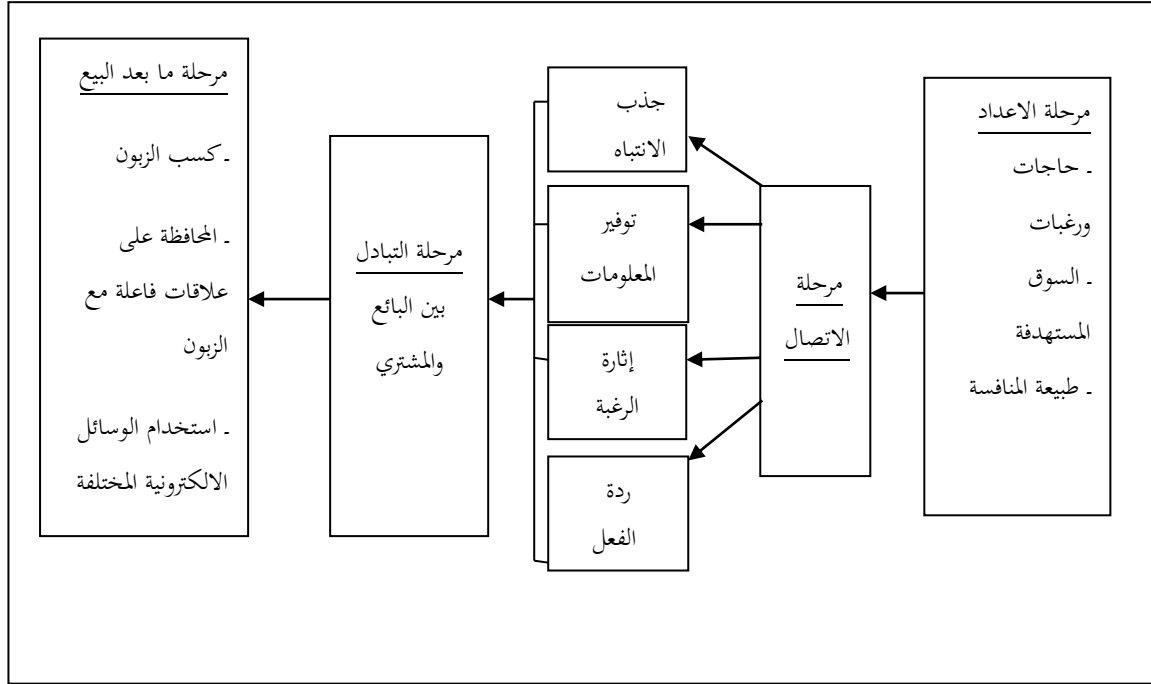 مرحلة الاعداد
ـ حاجات
ورغبات
ـ السوق
المستهدفة
ـ طبيعة المنافسة
مرحلة
الاتصال
جذب
الانتباه
توفير
المعلومات
إثارة
الرغبة
ردة
الفعل
مرحلة التبادل
بين البائع
والمشتري
مرحلة ما بعد البيع
ـ كسب الزبون
ـ المحافظة على
علاقات فاعلة مع
الزبون
ـ استخدام الوسائل
الالكترونية المختلفة